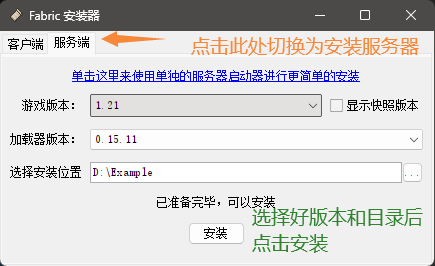 Fabric 安装器
客户端 服务端
点击此处切换为安装服务器
单击这里来使用单独的服务器启动器进行更简单的安装
游戏版本: 1.21 显示快照版本
加载器版本: 0.15.11
选择安装位置 D:\Example ...
已准备完毕，可以安装
选择好版本和目录后
点击安装
安装